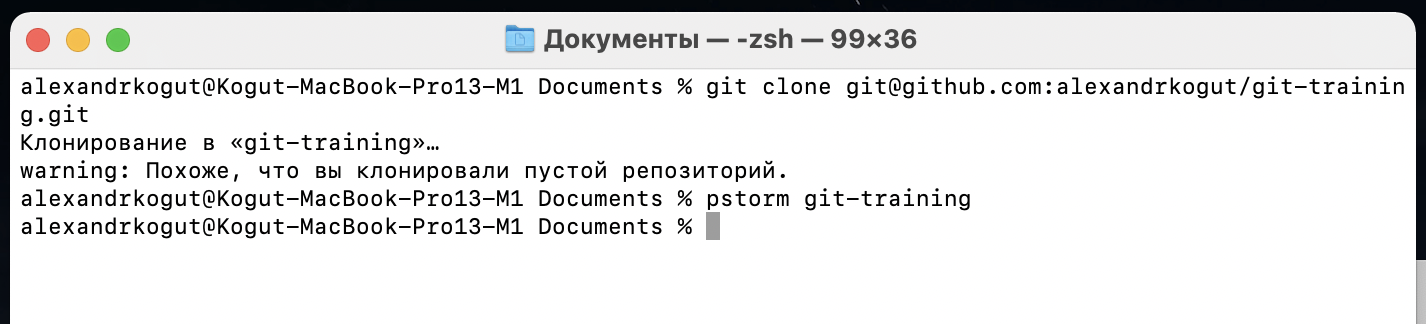 Документы — -zsh — 99×36
alexandrkogut@Kogut-MacBook-Pro13-M1 Documents % git clone git@github.com:alexandrkogut/git-trainin
g.git
Клонирование в «git-training»…
warning: Похоже, что вы клонировали пустой репозиторий.
alexandrkogut@Kogut-MacBook-Pro13-M1 Documents % pstorm git-training
alexandrkogut@Kogut-MacBook-Pro13-M1 Documents %